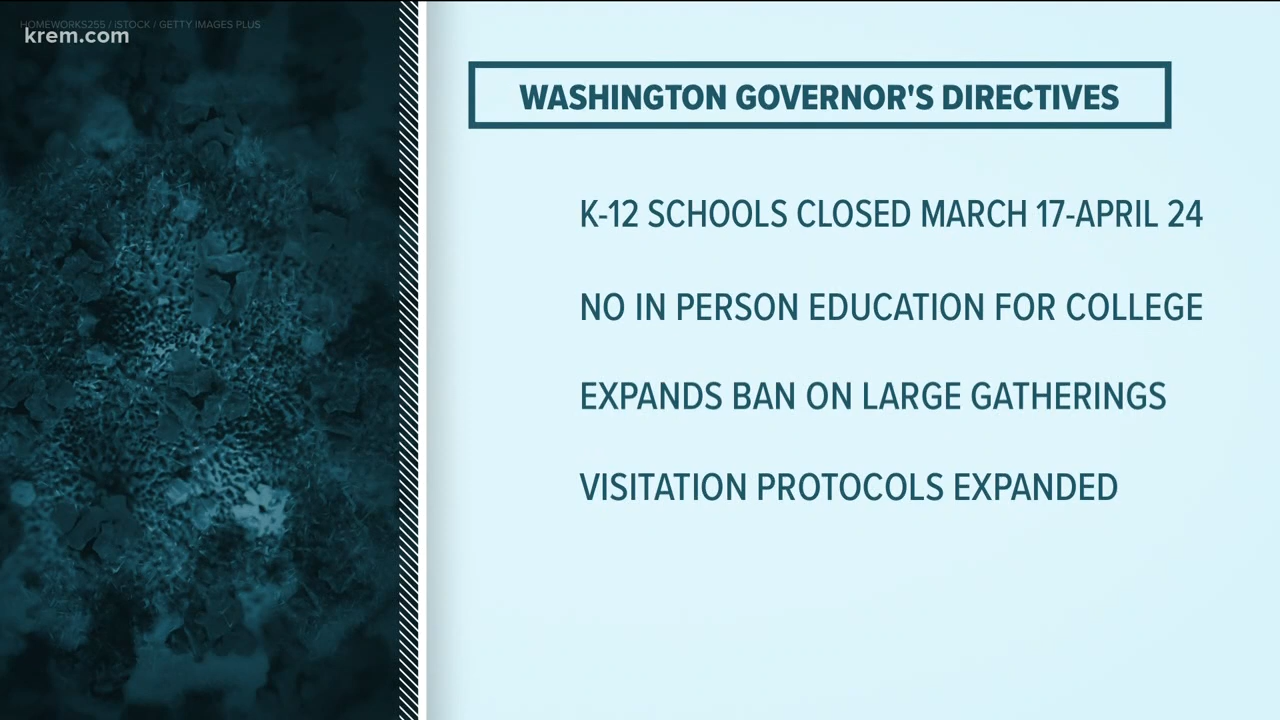 HOMEWORKS255 / ISTOCK / GETTY IMAGES PLUS
krem.com
WASHINGTON GOVERNOR'S DIRECTIVES
K-12 SCHOOLS CLOSED MARCH 17-APRIL 24
NO IN PERSON EDUCATION FOR COLLEGE
EXPANDS BAN ON LARGE GATHERINGS
VISITATION PROTOCOLS EXPANDED